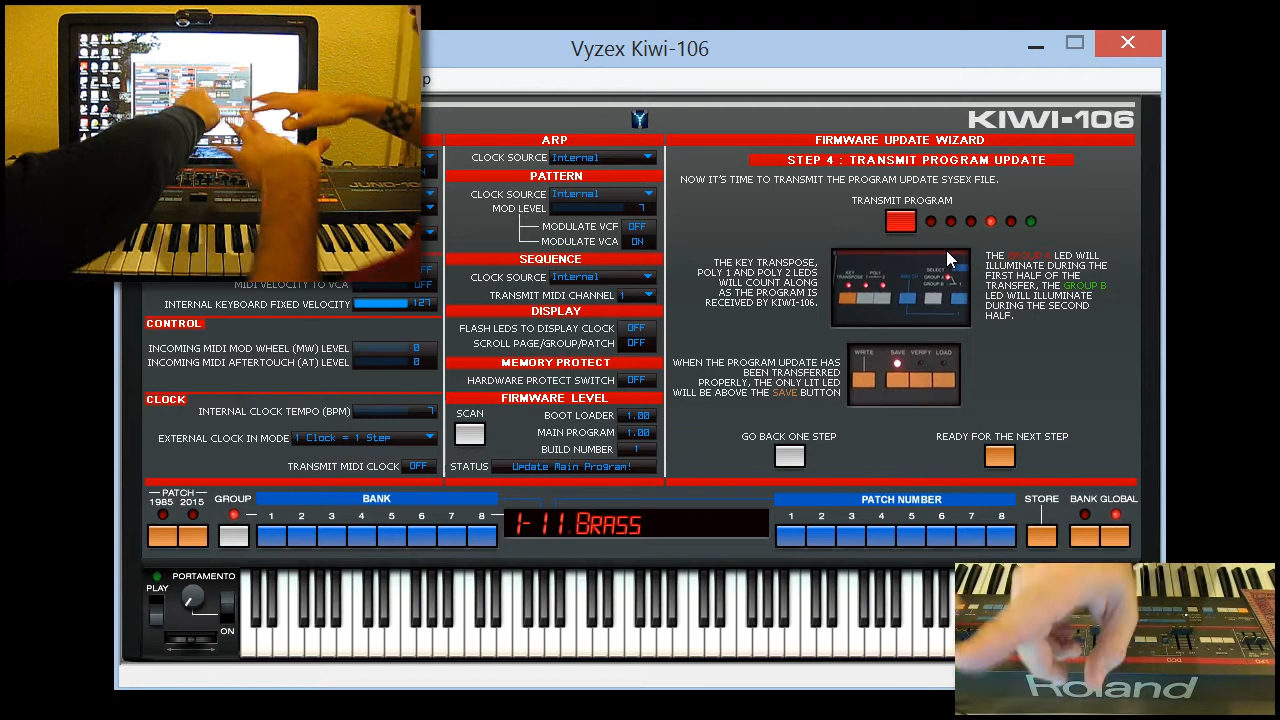 Vyzex Kiwi-106
p
KIWI-106
ARP
CLOCK SOURCE Internal
PATTERN
CLOCK SOURCE Internal
MOD LEVEL 7
MODULATE VCF OFF
MODULATE VCA ON
SEQUENCE
CLOCK SOURCE Internal
TRANSMIT MIDI CHANNEL 1
DISPLAY
FLASH LEDS TO DISPLAY CLOCK OFF
SCROLL PAGE/GROUP/PATCH OFF
MEMORY PROTECT
HARDWARE PROTECT SWITCH OFF
FIRMWARE LEVEL
SCAN
BOOT LOADER 1.00
MAIN PROGRAM 1.00
BUILD NUMBER 1
STATUS Update Main Program!
MIDI VELOCITY TO VCA OFF
INTERNAL KEYBOARD FIXED VELOCITY 127
CONTROL
INCOMING MIDI MOD WHEEL (MW) LEVEL 0
INCOMING MIDI AFTERTOUCH (AT) LEVEL 0
CLOCK
INTERNAL CLOCK TEMPO (BPM) 7
EXTERNAL CLOCK IN MODE 1 Clock = 1 Step
TRANSMIT MIDI CLOCK OFF
FIRMWARE UPDATE WIZARD
STEP 4 : TRANSMIT PROGRAM UPDATE
NOW IT'S TIME TO TRANSMIT THE PROGRAM UPDATE SYSEX FILE.
TRANSMIT PROGRAM
THE KEY TRANSPOSE,
POLY 1 AND POLY 2 LEDS
WILL COUNT ALONG
AS THE PROGRAM IS
RECEIVED BY KIWI-106.
THE GROUP A LED WILL
ILLUMINATE DURING THE
FIRST HALF OF THE
TRANSFER, THE GROUP B
LED WILL ILLUMINATE
DURING THE SECOND
HALF.
WHEN THE PROGRAM UPDATE HAS
BEEN TRANSFERRED
PROPERLY, THE ONLY LIT LED
WILL BE ABOVE THE SAVE BUTTON
WRITE SAVE VERIFY LOAD
GO BACK ONE STEP
READY FOR THE NEXT STEP
PATCH
1985 2015
GROUP
BANK
1 2 3 4 5 6 7 8
1-11 BRASS
PATCH NUMBER
1 2 3 4 5 6 7 8
STORE
BANK GLOBAL
PLAY
PORTAMENTO
ON
JUNO-106
Roland